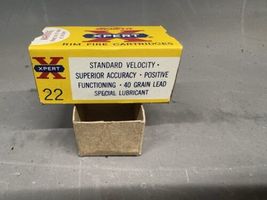 XPERT
RIM FIRE CARTRIDGES
X
XPERT
22
STANDARD VELOCITY •
SUPERIOR ACCURACY • POSITIVE
FUNCTIONING • 40 GRAIN LEAD
SPECIAL LUBRICANT